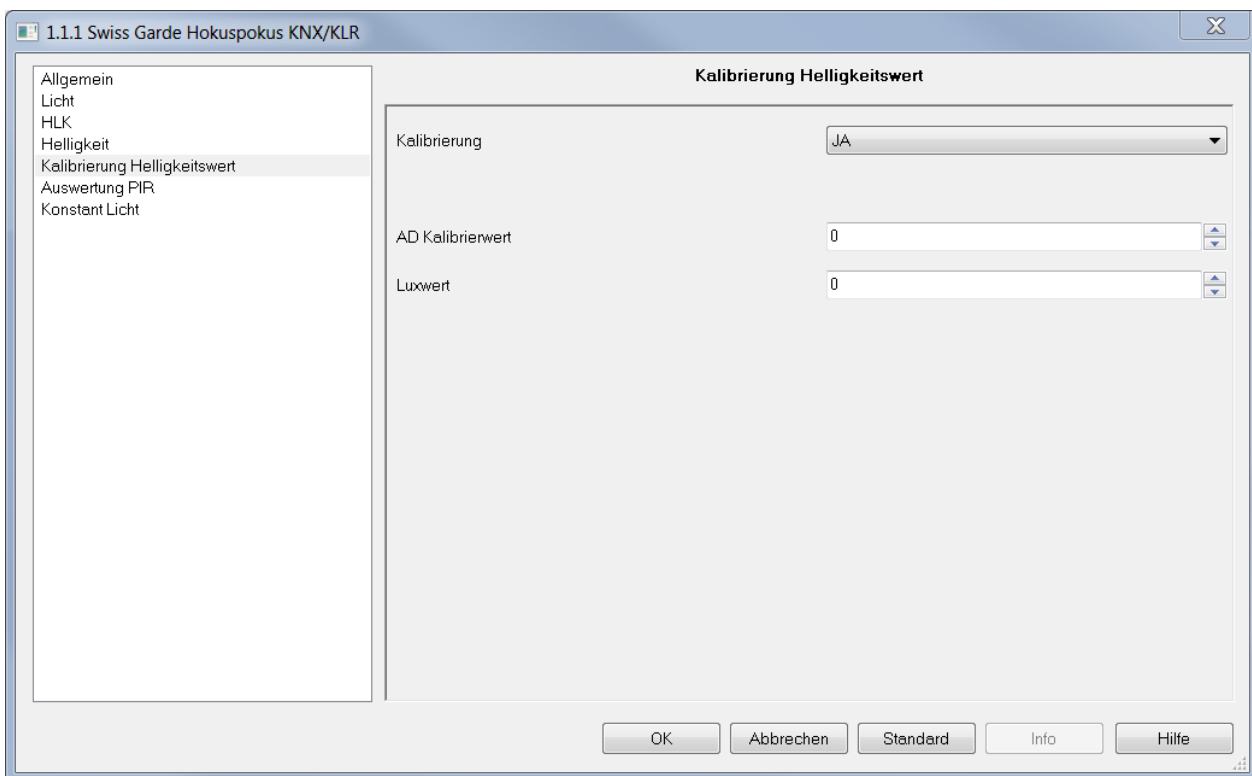 1.1.1 Swiss Garde Hokuspokus KNX/KLR
Allgemein
Licht
HLK
Helligkeit
Kalibrierung Helligkeitswert
Auswertung PIR
Konstant Licht
Kalibrierung Helligkeitswert
Kalibrierung JA
AD Kalibrierwert 0
Luxwert 0
OK Abbrechen Standard Info Hilfe